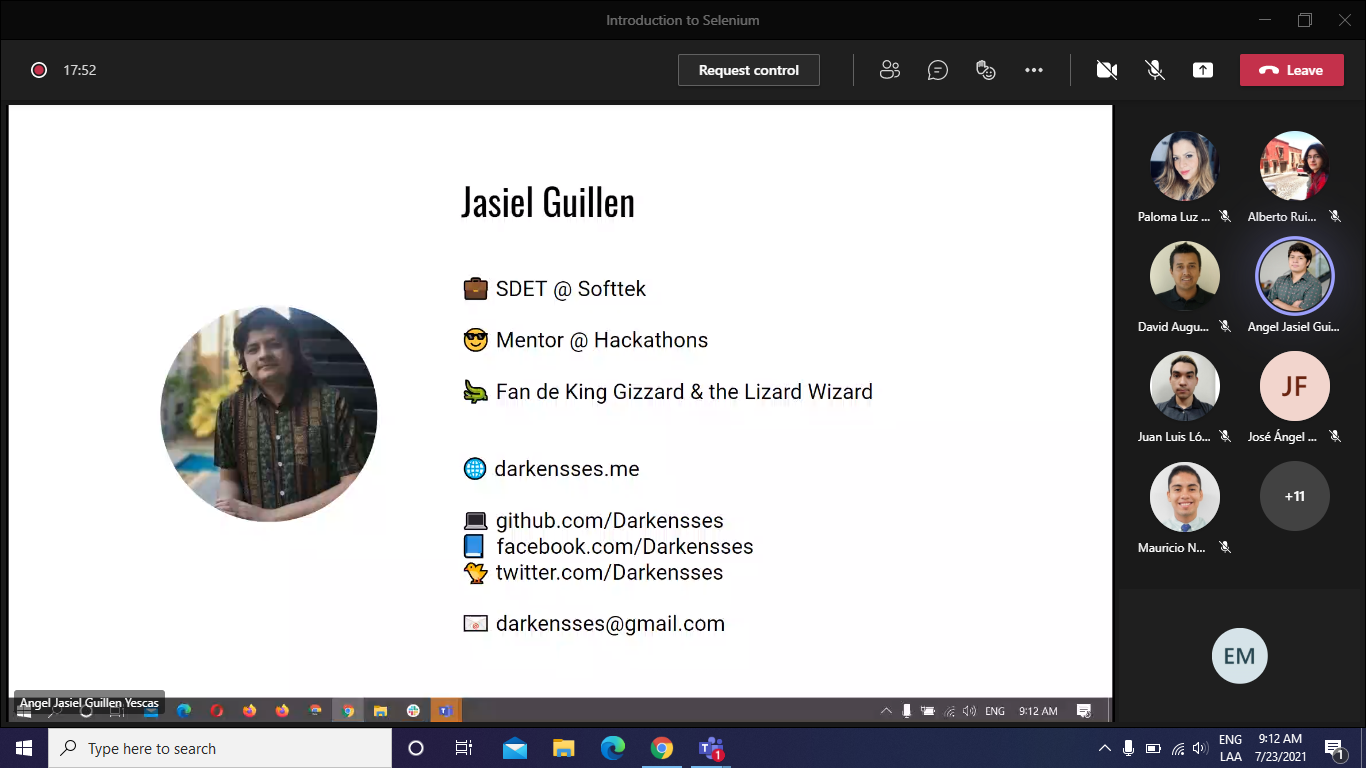 Introduction to Selenium
17:52
Request control
Leave
Jasiel Guillen
SDET @ Softtek
Mentor @ Hackathons
Fan de King Gizzard & the Lizard Wizard
darkensses.me
github.com/Darkensses
facebook.com/Darkensses
twitter.com/Darkensses
darkensses@gmail.com
Paloma Luz ...
Alberto Rui...
David Augu...
Angel Jasiel Gui...
JF
Juan Luis Ló...
José Ángel ...
+11
Mauricio N...
EM
Angel Jasiel Guillen Yescas
ENG
9:12 AM
Type here to search
1
ENG
LAA
9:12 AM
7/23/2021
1